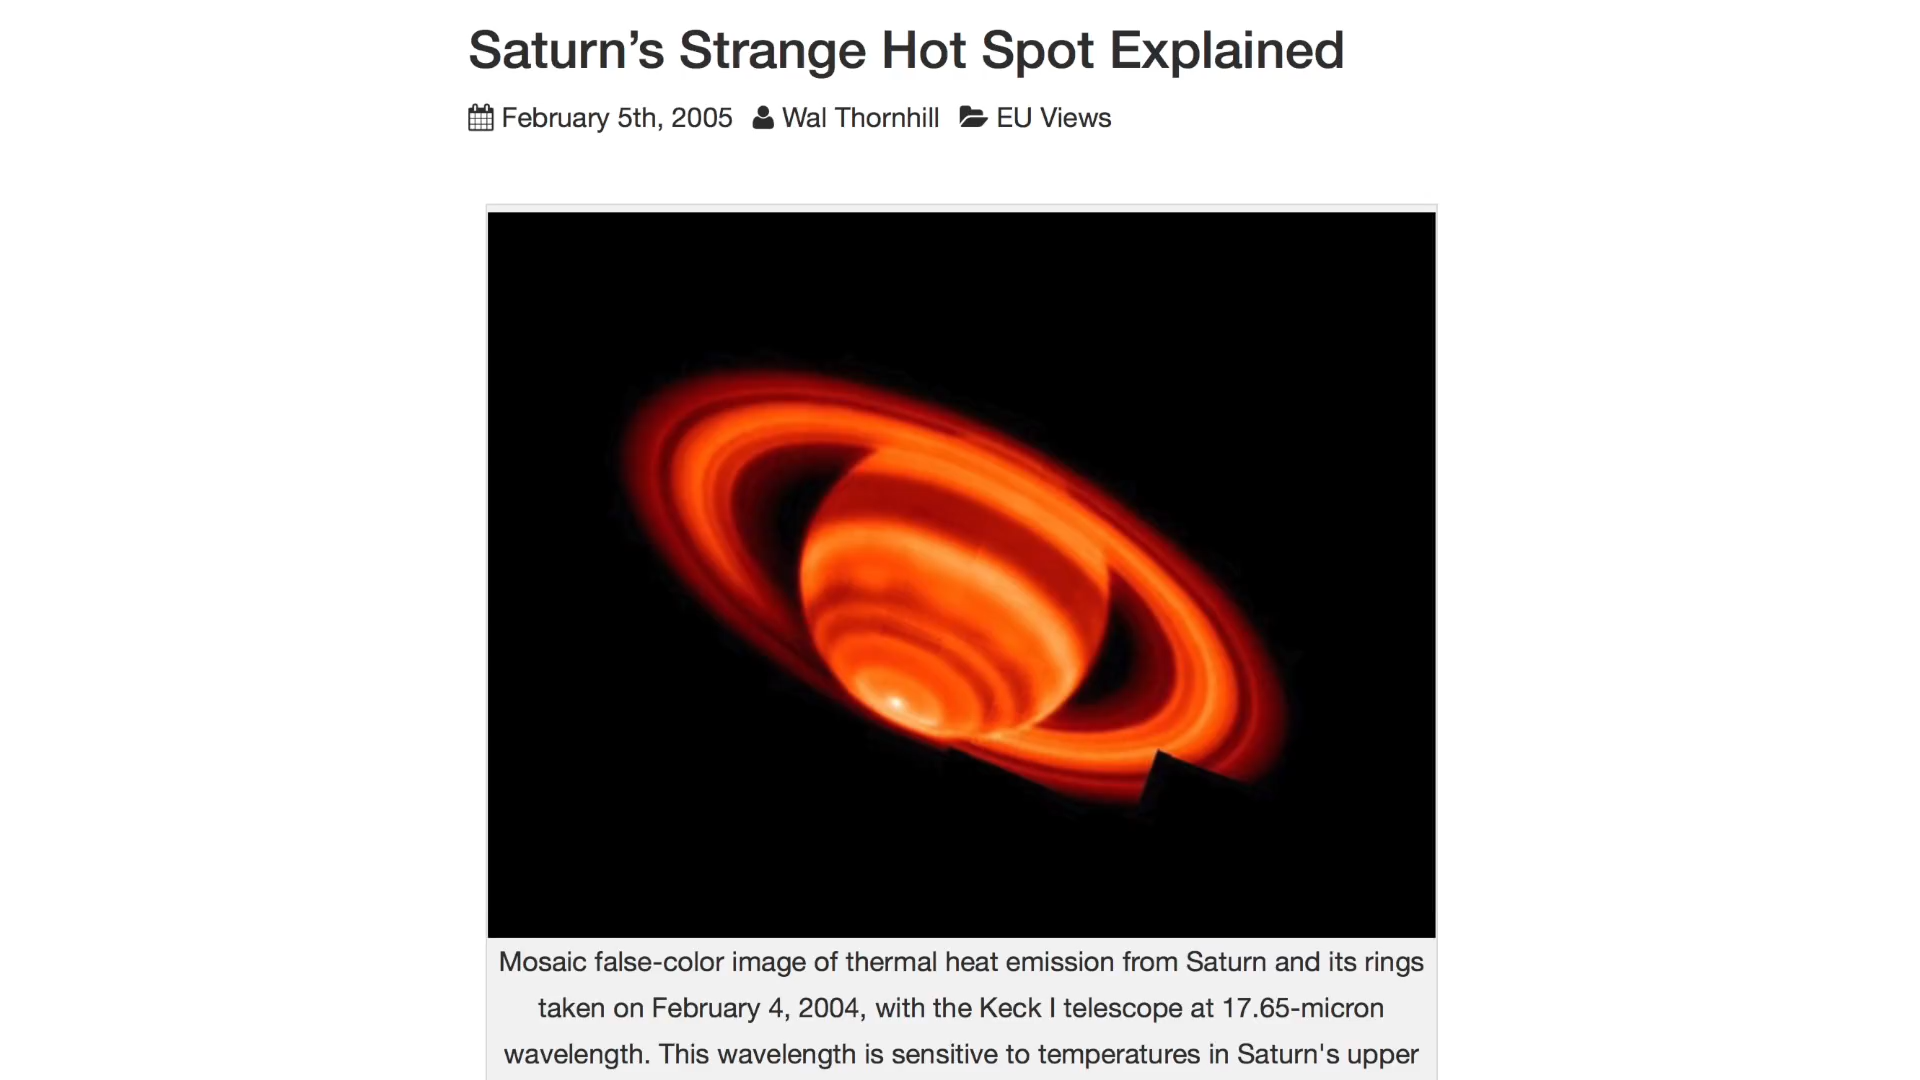 Saturn’s Strange Hot Spot Explained
February 5th, 2005 Wal Thornhill EU Views
Mosaic false-color image of thermal heat emission from Saturn and its rings
taken on February 4, 2004, with the Keck I telescope at 17.65-micron
wavelength. This wavelength is sensitive to temperatures in Saturn's upper